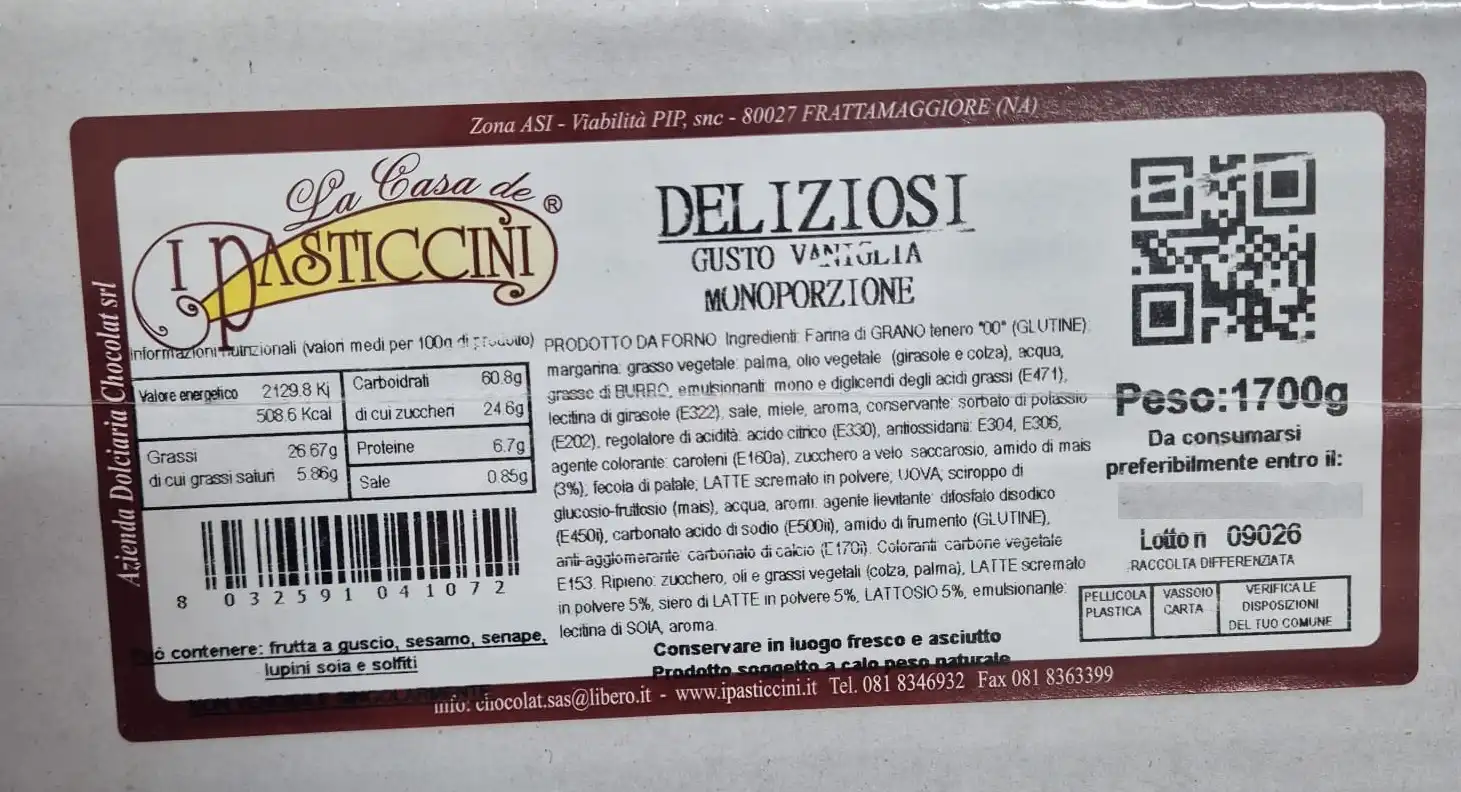 Zona ASI - Viabilità PIP, snc - 80027 FRATTAMAGGIORE (NA)
Azienda Dolciaria Chocolat srl
La Casa de ®
I PASTICCINI
DELIZIOSI
GUSTO VANIGLIA
MONOPORZIONE
Informazioni nutrizionali (valori medi per 100g di prodotto)
Valore energetico 2129.8 Kj
508.6 Kcal
Grassi 26.67g
di cui grassi saturi 5.86g
Carboidrati 60.8g
di cui zuccheri 24.6g
Proteine 6.7g
Sale 0.85g
8 032591 041072
ó contenere: frutta a guscio, sesamo, senape,
lupini soia e solfiti
PRODOTTO DA FORNO Ingredienti: Farina di GRANO tenero "00" (GLUTINE)
margarina: grasso vegetale: palma, olio vegetale (girasole e colza), acqua,
grasso di BURRO, emulsionanti: mono e digliceridi degli acidi grassi (E471),
lecitina di girasole (E322), sale, miele, aroma, conservante: sorbato di potassio
(E202), regolatore di acidità: acido citrico (E330), antiossidanti: E304, E306,
agente colorante: caroteni (E160a), zucchero a velo: saccarosio, amido di mais
(3%), fecola di patate, LATTE scremato in polvere, UOVA, sciroppo di
glucosio-fruttosio (mais), acqua, aromi. agente lievitante: difosfato disodico
(E450i), carbonato acido di sodio (E500ii), amido di frumento (GLUTINE),
anti-agglomerante: carbonato di calcio (E170i). Coloranti: carbone vegetale
E153. Ripieno: zucchero, oli e grassi vegetali (colza, palma), LATTE scremato
in polvere 5%, siero di LATTE in polvere 5%, LATTOSIO 5%, emulsionante:
lecitina di SOIA, aroma.
Conservare in luogo fresco e asciutto
Prodotto soggetto a calo peso naturale
Peso:1700g
Da consumarsi
preferibilmente entro il:
Lotto n 09026
RACCOLTA DIFFERENZIATA
PELLICOLA PLASTICA
VASSOIO CARTA
VERIFICA LE DISPOSIZIONI DEL TUO COMUNE
NON VENDIBILE SINGOLARMENTE
info: chocolat.sas@libero.it - www.ipasticcini.it Tel. 081 8346932 Fax 081 8363399